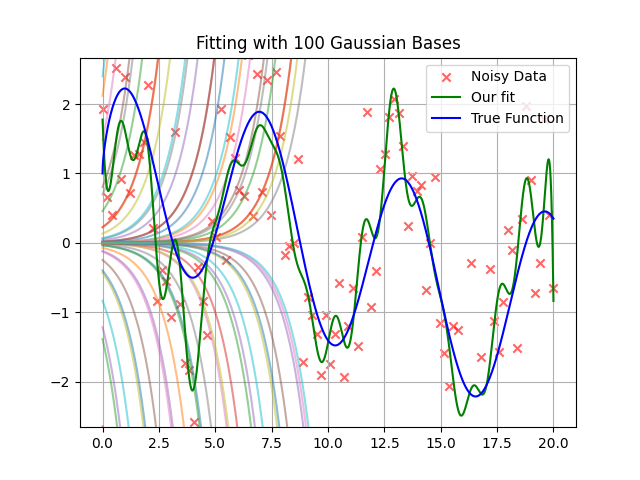 Fitting with 100 Gaussian Bases
Noisy Data
Our fit
True Function
2
1
0
−1
−2
0.0 2.5 5.0 7.5 10.0 12.5 15.0 17.5 20.0